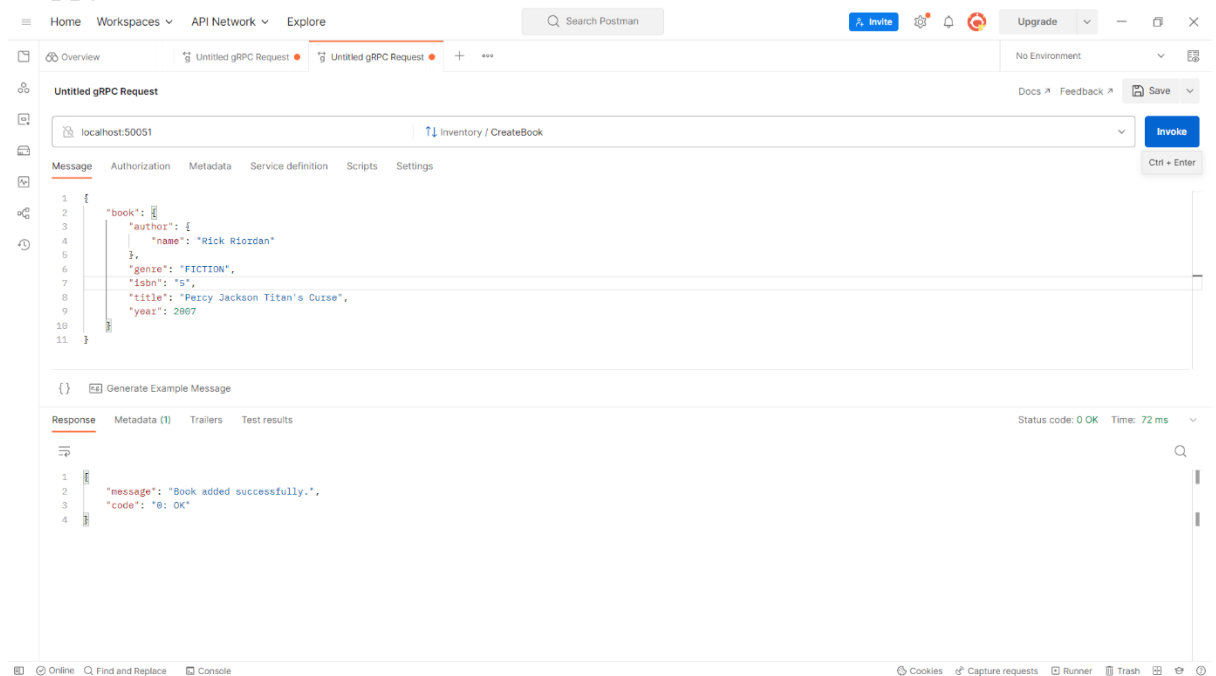 Home Workspaces API Network Explore Search Postman Invite Upgrade
Overview Untitled gRPC Request Untitled gRPC Request No Environment
Untitled gRPC Request Docs Feedback Save
localhost:50051 Inventory / CreateBook Invoke
Message Authorization Metadata Service definition Scripts Settings Ctrl + Enter
1 {
2 "book": {
3 "author": {
4 "name": "Rick Riordan"
5 },
6 "genre": "FICTION",
7 "isbn": "5",
8 "title": "Percy Jackson Titan's Curse",
9 "year": 2007
10 }
11 }
{} Generate Example Message
Response Metadata (1) Trailers Test results Status code: 0 OK Time: 72 ms
1 {
2 "message": "Book added successfully.",
3 "code": "0: OK"
4 }
Online Find and Replace Console Cookies Capture requests Runner Trash